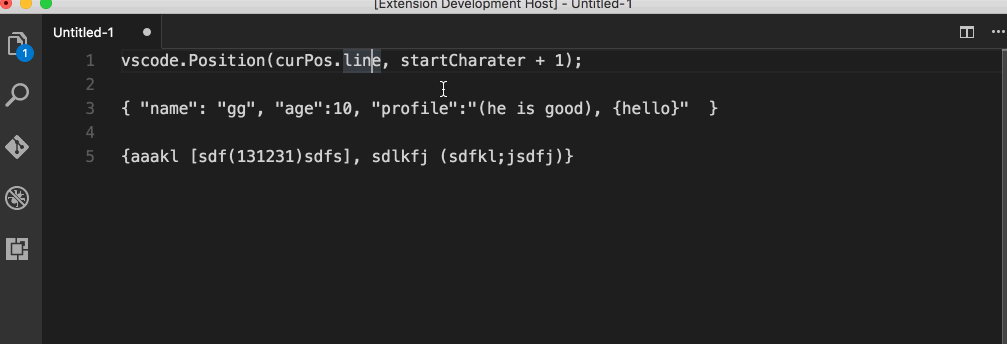 [Extension Development Host] - Untitled-1
Untitled-1
1
1 vscode.Position(curPos.line, startCharater + 1);
2
3 { "name": "gg", "age":10, "profile":"(he is good), {hello}"  }
4
5 {aaakl [sdf(131231)sdfs], sdlkfj (sdfkl;jsdfj)}